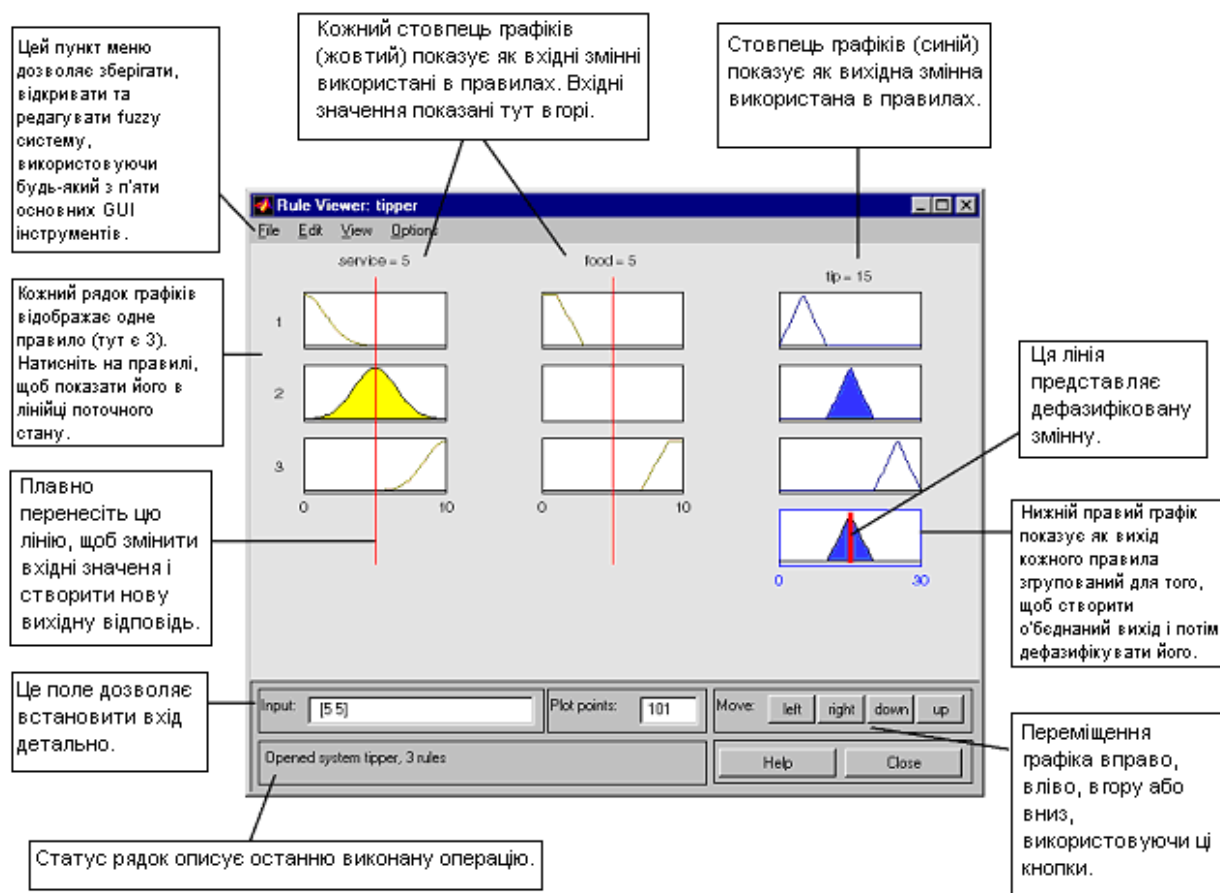 Цей пункт меню
дозволяє зберігати,
відкривати та
редагувати fuzzy
систему,
використовуючи
будь-який з п'яти
основних GUI
інструментів.
Кожний стовпець графіків
(жовтий) показує як вхідні змінні
використані в правилах. Вхідні
значення показані тут вгорі.
Стовпець графіків (синій)
показує як вихідна змінна
використана в правилах.
Rule Viewer: tipper
File Edit View Options
service = 5
food = 5
tip = 15
Кожний рядок графіків
відображає одне
правило (тут є 3).
Натисніть на правилі,
щоб показати його в
лінійці поточного
стану.
1
2
3
0 10
0 10
0 30
Ця лінія
представляє
дефазифіковану
змінну.
Плавно
перенесіть цю
лінію, щоб змінити
вхідні значеня і
створити нову
вихідну відповідь.
Нижній правий графік
показує як вихід
кожного правила
згрупований для того,
щоб створити
о'бєднаний вихід і потім
дефазифікувати його.
Це поле дозволяє
встановити вхід
детально.
Input: [5 5]
Plot points: 101
Move: left right down up
Opened system tipper, 3 rules
Help Close
Переміщення
графіка вправо,
вліво, вгору або
вниз,
використовуючи ці
кнопки.
Статус рядок описує останню виконану операцію.